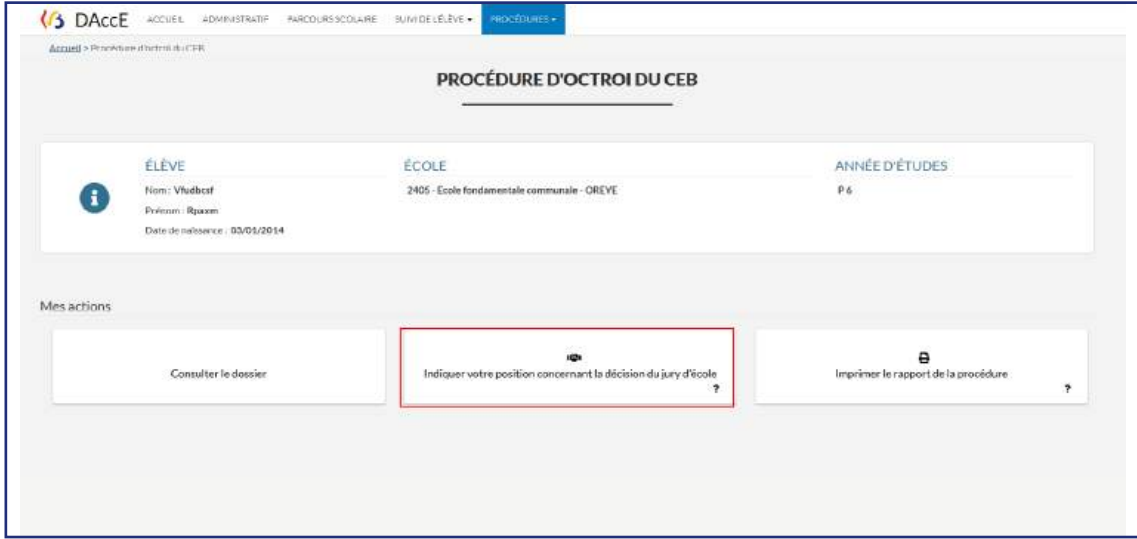 DAccE ACCUEIL ADMINISTRATIF PARCOURS SCOLAIRE SUIVI DE L'ÉLÈVE PROCÉDURES
Accueil > Procédure d'octroi du CEB
PROCÉDURE D'OCTROI DU CEB
ÉLÈVE ÉCOLE ANNÉE D'ÉTUDES
Nom : Vfudbcsf 2405 - Ecole fondamentale communale - OREYE P 6
Prénom : Rpaxm
Date de naissance : 03/01/2014
Mes actions
Consulter le dossier Indiquer votre position concernant la décision du jury d'école Imprimer le rapport de la procédure
? ?